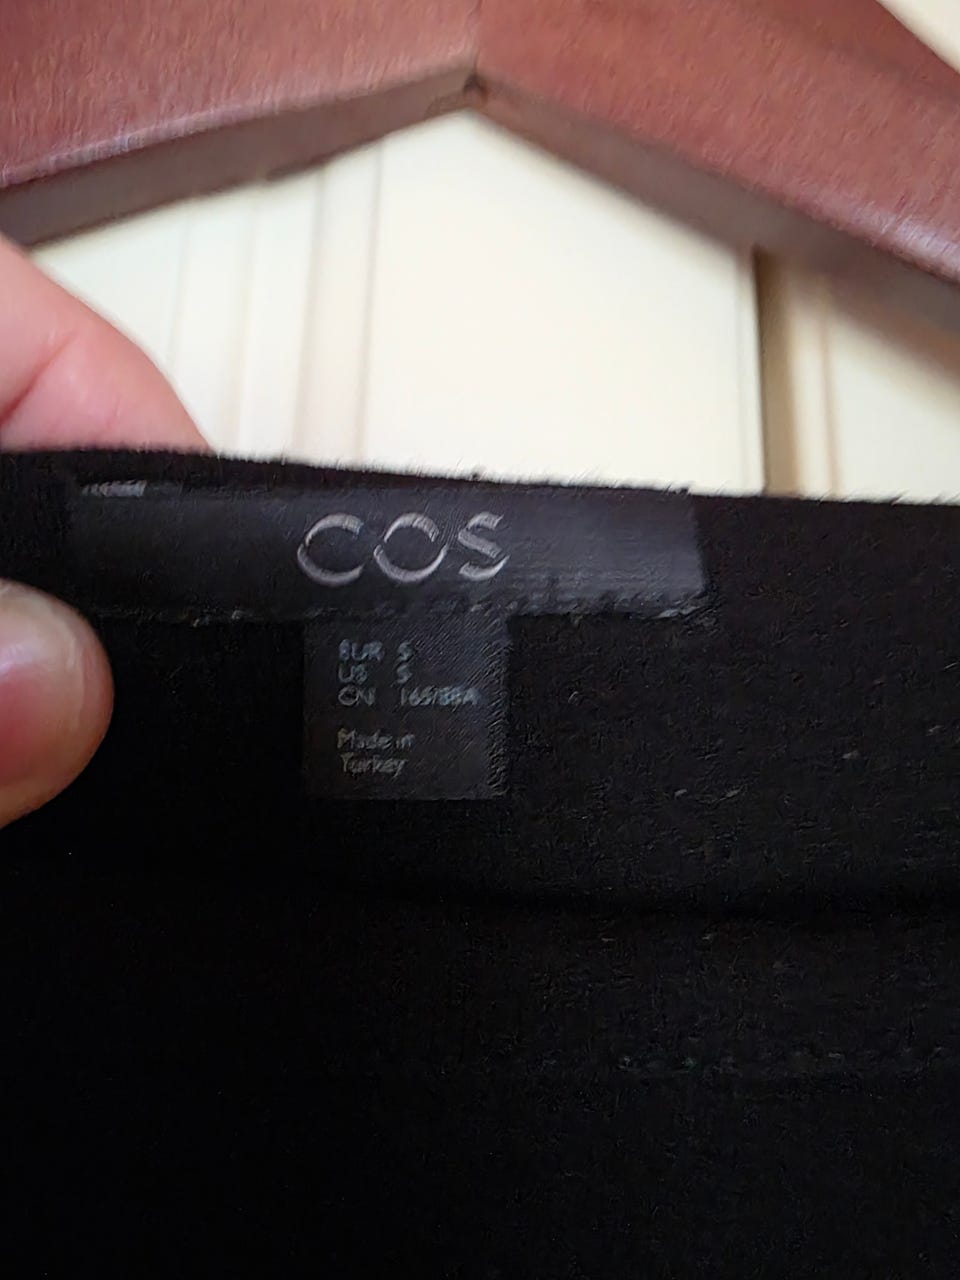 COS
EUR S
US S
CN 165/88A
Made in
Turkey